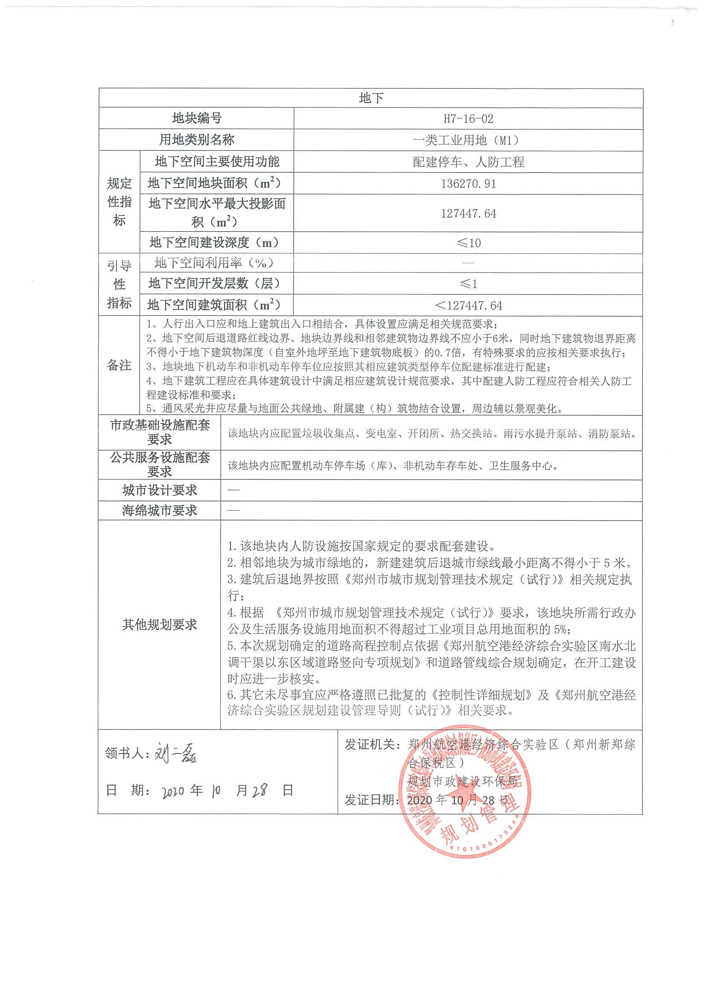 地下
地块编号 H7-16-02
用地类别名称 一类工业用地（M1）
规定性指标
地下空间主要使用功能 配建停车、人防工程
地下空间地块面积（m²） 136270.91
地下空间水平最大投影面
积（m²） 127447.64
地下空间建设深度（m） ≤10
引导性指标
地下空间利用率（%） —
地下空间开发层数（层） ≤1
地下空间建筑面积（m²） ＜127447.64
备注
1、人行出入口应和地上建筑出入口相结合，具体设置应满足相关规范要求；
2、地下空间后退道路红线边界、地块边界线和相邻建筑物边界线不应小于6米，同时地下建筑物退界距离
不得小于地下建筑物深度（自室外地坪至地下建筑物底板）的0.7倍，有特殊要求的应按相关要求执行；
3、地块地下机动车和非机动车停车位应按照其相应建筑类型停车位配建标准进行配建；
4、地下建筑工程应在具体建筑设计中满足相应建筑设计规范要求，其中配建人防工程应符合相关人防工
程建设标准和要求；
5、通风采光井应尽量与地面公共绿地、附属建（构）筑物结合设置，周边辅以景观美化。
市政基础设施配套
要求
该地块内应配置垃圾收集点、变电室、开闭所、热交换站、雨污水提升泵站、消防泵站。
公共服务设施配套
要求
该地块内应配置机动车停车场（库）、非机动车存车处、卫生服务中心。
城市设计要求 —
海绵城市要求 —
其他规划要求
1.该地块内人防设施按国家规定的要求配套建设。
2.相邻地块为城市绿地的，新建建筑后退城市绿线最小距离不得小于 5 米。
3.建筑后退地界按照《郑州市城市规划管理技术规定（试行）》相关规定执
行；
4.根据 《郑州市城市规划管理技术规定（试行）》要求，该地块所需行政办
公及生活服务设施用地面积不得超过工业项目总用地面积的 5%；
5.本次规划确定的道路高程控制点依据《郑州航空港经济综合实验区南水北
调干渠以东区域道路竖向专项规划》和道路管线综合规划确定，在开工建设
时应进一步核实。
6.其它未尽事宜应严格遵照已批复的《控制性详细规划》及《郑州航空港经
济综合实验区规划建设管理导则（试行）》相关要求。
领书人：刘二磊
日 期：2020 年 10 月 28 日
发证机关：郑州航空港经济综合实验区（郑州新郑综
合保税区）
规划市政建设环保局
发证日期：2020 年 10 月 28 日
规划管理
4101000175244